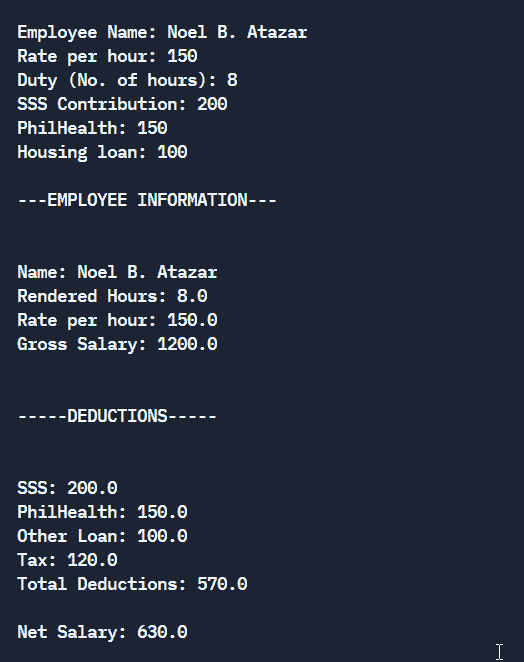 Employee Name: Noel B. Atazar
Rate per hour: 150
Duty (No. of hours): 8
SSS Contribution: 200
PhilHealth: 150
Housing loan: 100
---EMPLOYEE INFORMATION---
Name: Noel B. Atazar
Rendered Hours: 8.0
Rate per hour: 150.0
Gross Salary: 1200.0
-----DEDUCTIONS-----
SSS: 200.0
PhilHealth: 150.0
Other Loan: 100.0
Tax: 120.0
Total Deductions: 570.0
Net Salary: 630.0